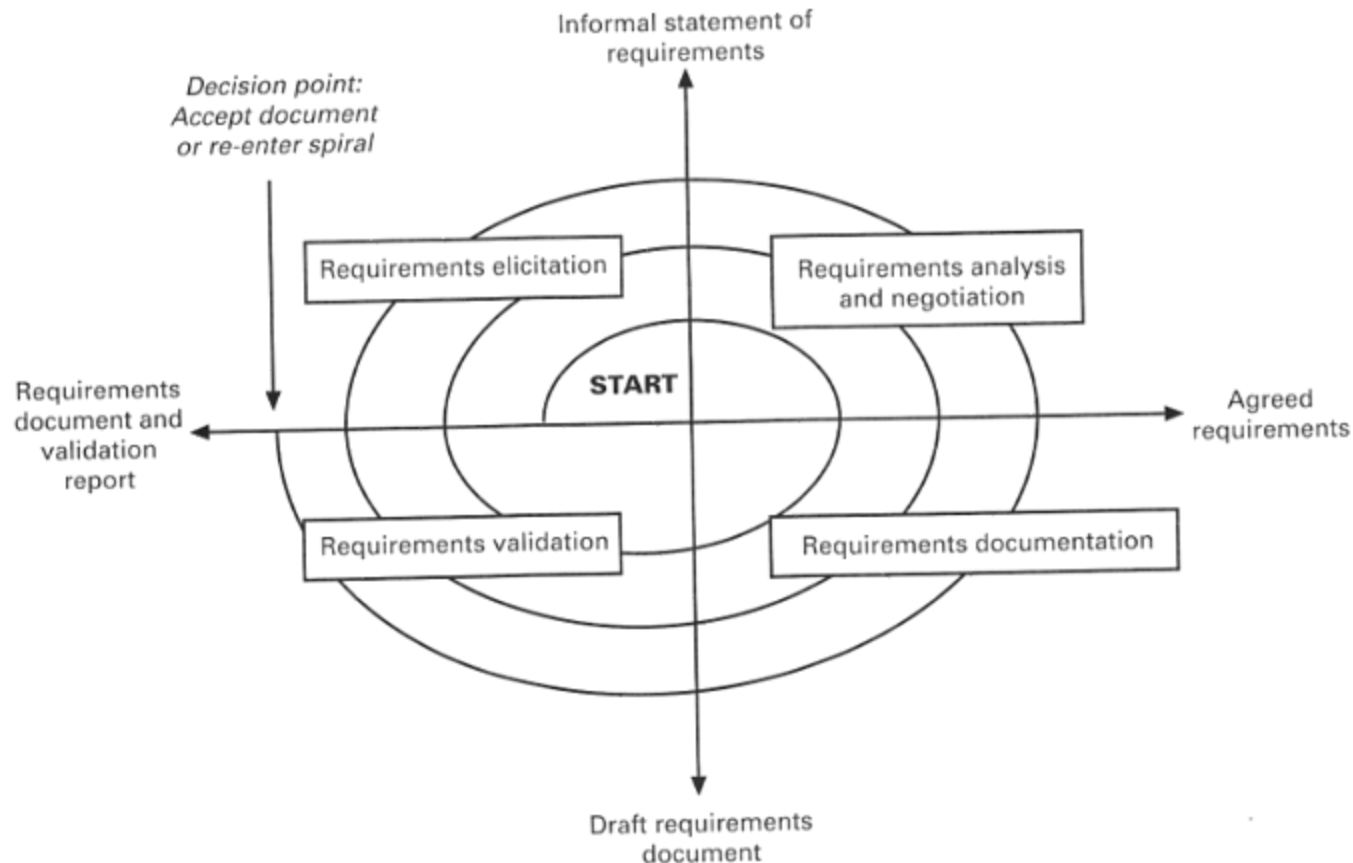 Informal statement of
requirements
Decision point:
Accept document
or re-enter spiral
Requirements elicitation
Requirements analysis
and negotiation
START
Requirements
document and
validation
report
Agreed
requirements
Requirements validation
Requirements documentation
Draft requirements
document